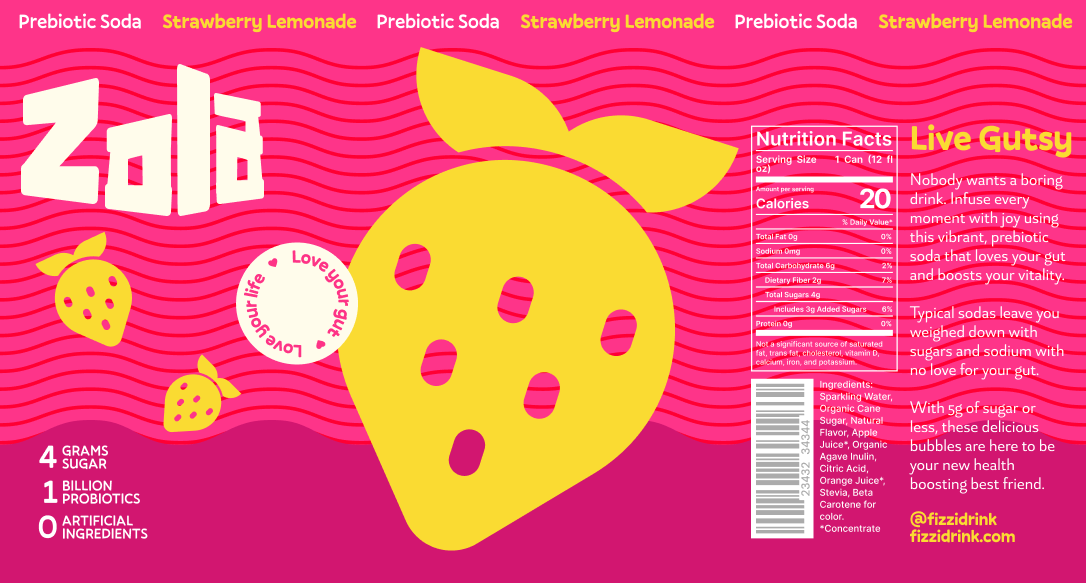 Prebiotic Soda Strawberry Lemonade Prebiotic Soda Strawberry Lemonade Prebiotic Soda Strawberry Lemonade
Zola
Love your gut
Love your life
4 GRAMS
SUGAR
1 BILLION
PROBIOTICS
0 ARTIFICIAL
INGREDIENTS
Nutrition Facts
Serving Size 1 Can (12 fl
oz)
Amount per serving
Calories 20
% Daily Value*
Total Fat 0g 0%
Sodium 0mg 0%
Total Carbohydrate 6g 2%
Dietary Fiber 2g 7%
Total Sugars 4g
Includes 3g Added Sugars 6%
Protein 0g 0%
Not a significant source of saturated
fat, trans fat, cholesterol, vitamin D,
calcium, iron, and potassium.
23432 34344
Ingredients:
Sparkling Water,
Organic Cane
Sugar, Natural
Flavor, Apple
Juice*, Organic
Agave Inulin,
Citric Acid,
Orange Juice*,
Stevia, Beta
Carotene for
color.
*Concentrate
Live Gutsy
Nobody wants a boring
drink. Infuse every
moment with joy using
this vibrant, prebiotic
soda that loves your gut
and boosts your vitality.
Typical sodas leave you
weighed down with
sugars and sodium with
no love for your gut.
With 5g of sugar or
less, these delicious
bubbles are here to be
your new health
boosting best friend.
@fizzidrink
fizzidrink.com